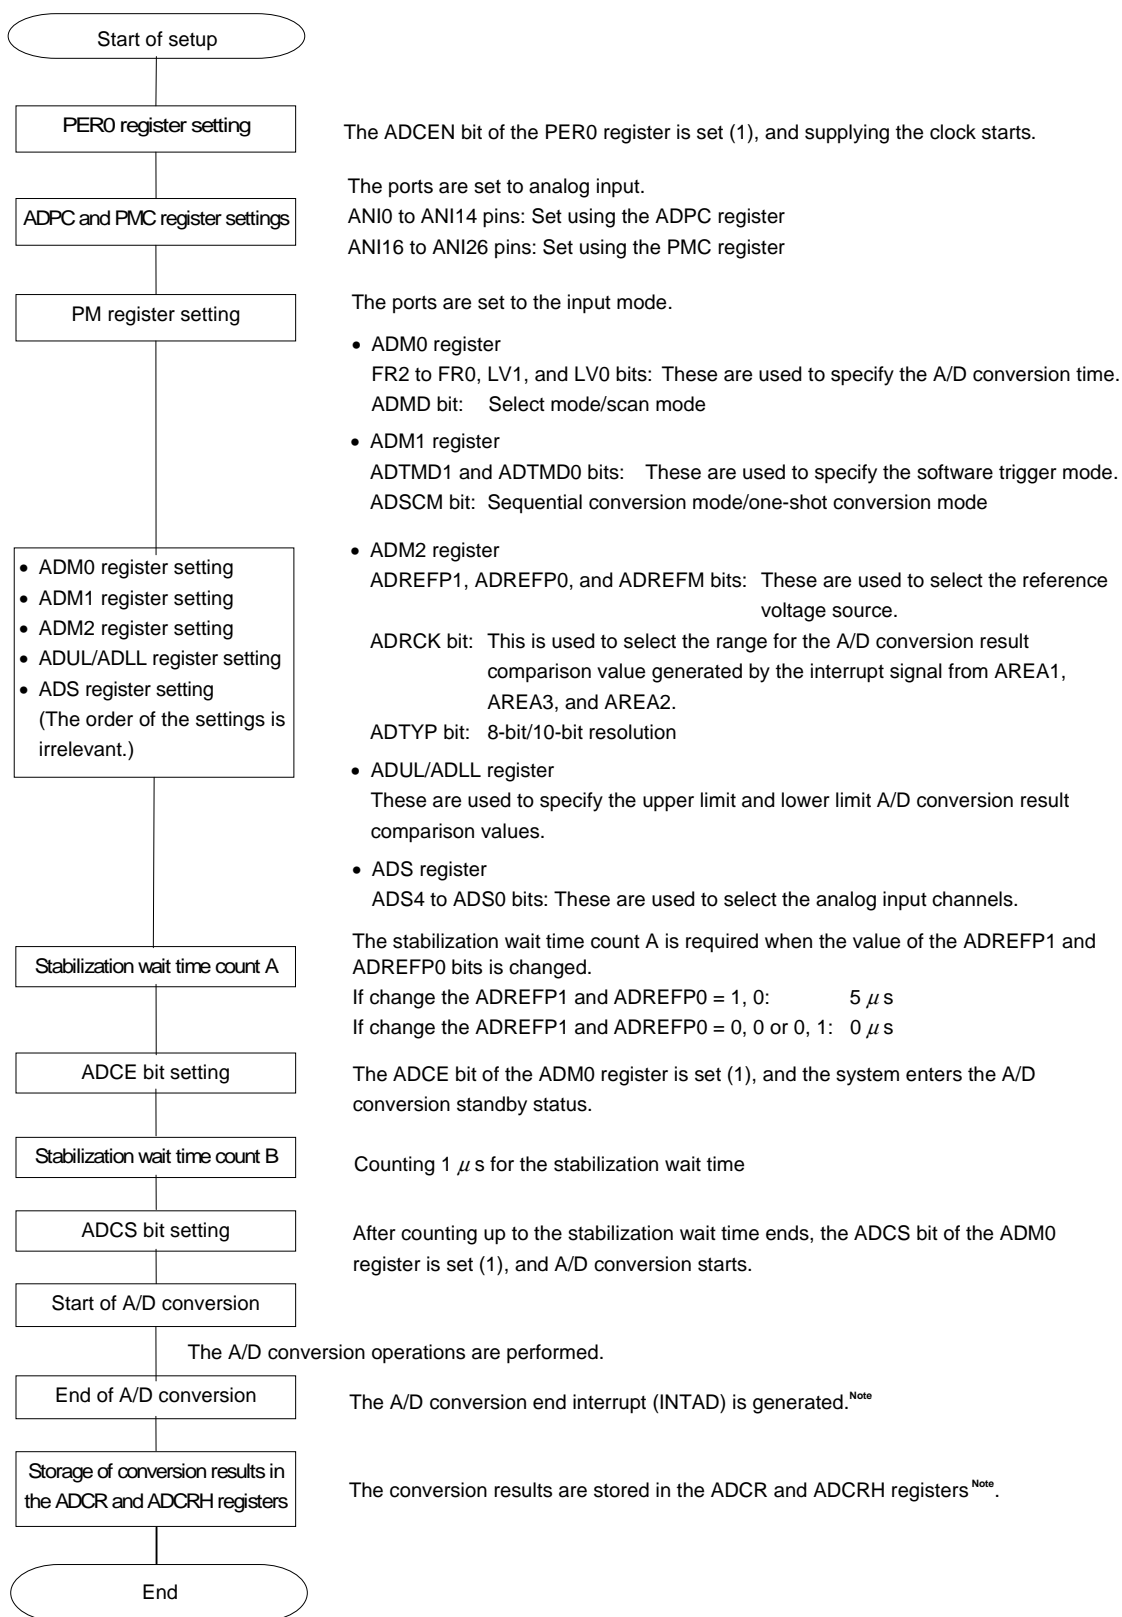 Start of setup
PER0 register setting
The ADCEN bit of the PER0 register is set (1), and supplying the clock starts.
ADPC and PMC register settings
The ports are set to analog input.
ANI0 to ANI14 pins: Set using the ADPC register
ANI16 to ANI26 pins: Set using the PMC register
PM register setting
The ports are set to the input mode.
• ADM0 register
FR2 to FR0, LV1, and LV0 bits: These are used to specify the A/D conversion time.
ADMD bit: Select mode/scan mode
• ADM1 register
ADTMD1 and ADTMD0 bits: These are used to specify the software trigger mode.
ADSCM bit: Sequential conversion mode/one-shot conversion mode
• ADM2 register
ADREFP1, ADREFP0, and ADREFM bits: These are used to select the reference
voltage source.
ADRCK bit: This is used to select the range for the A/D conversion result
comparison value generated by the interrupt signal from AREA1,
AREA3, and AREA2.
ADTYP bit: 8-bit/10-bit resolution
• ADUL/ADLL register
These are used to specify the upper limit and lower limit A/D conversion result
comparison values.
• ADS register
ADS4 to ADS0 bits: These are used to select the analog input channels.
• ADM0 register setting
• ADM1 register setting
• ADM2 register setting
• ADUL/ADLL register setting
• ADS register setting
(The order of the settings is
irrelevant.)
Stabilization wait time count A
The stabilization wait time count A is required when the value of the ADREFP1 and
ADREFP0 bits is changed.
If change the ADREFP1 and ADREFP0 = 1, 0: 5 μ s
If change the ADREFP1 and ADREFP0 = 0, 0 or 0, 1: 0 μ s
ADCE bit setting
The ADCE bit of the ADM0 register is set (1), and the system enters the A/D
conversion standby status.
Stabilization wait time count B
Counting 1 μ s for the stabilization wait time
ADCS bit setting
After counting up to the stabilization wait time ends, the ADCS bit of the ADM0
register is set (1), and A/D conversion starts.
Start of A/D conversion
The A/D conversion operations are performed.
End of A/D conversion
The A/D conversion end interrupt (INTAD) is generated.Note
Storage of conversion results in
the ADCR and ADCRH registers
The conversion results are stored in the ADCR and ADCRH registers Note.
End